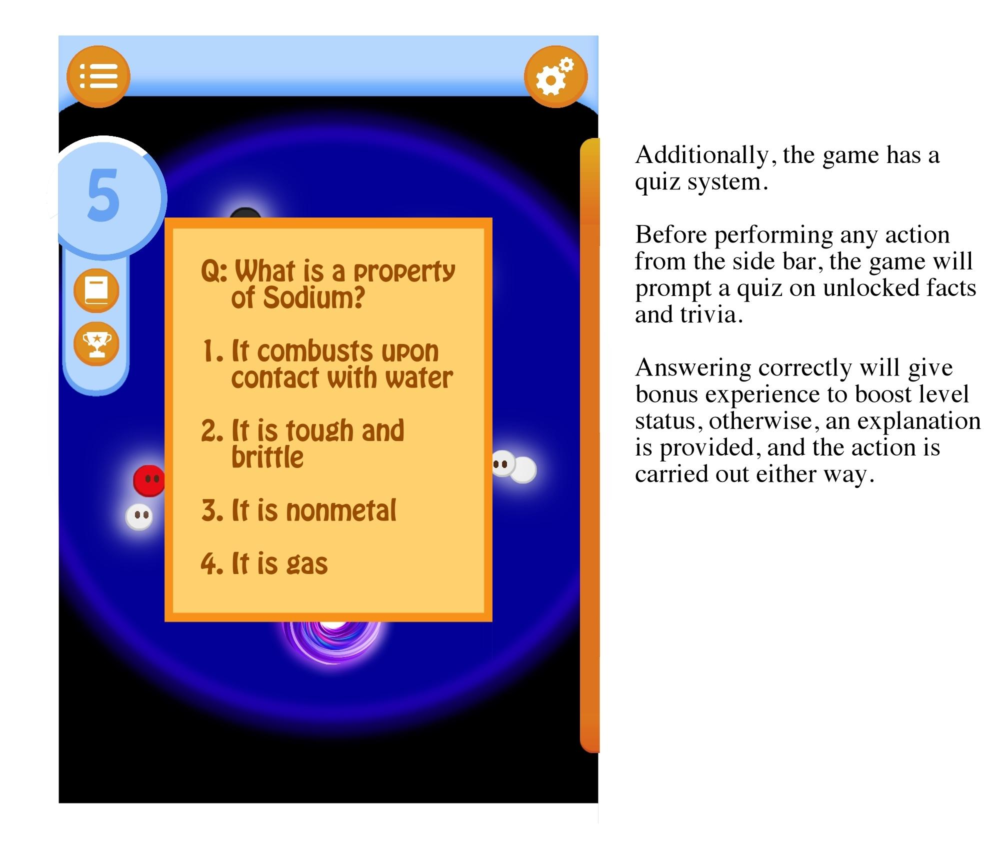 5
Q: What is a property
of Sodium?
1. It combusts upon
contact with water
2. It is tough and
brittle
3. It is nonmetal
4. It is gas
Additionally, the game has a
quiz system.
Before performing any action
from the side bar, the game will
prompt a quiz on unlocked facts
and trivia.
Answering correctly will give
bonus experience to boost level
status, otherwise, an explanation
is provided, and the action is
carried out either way.